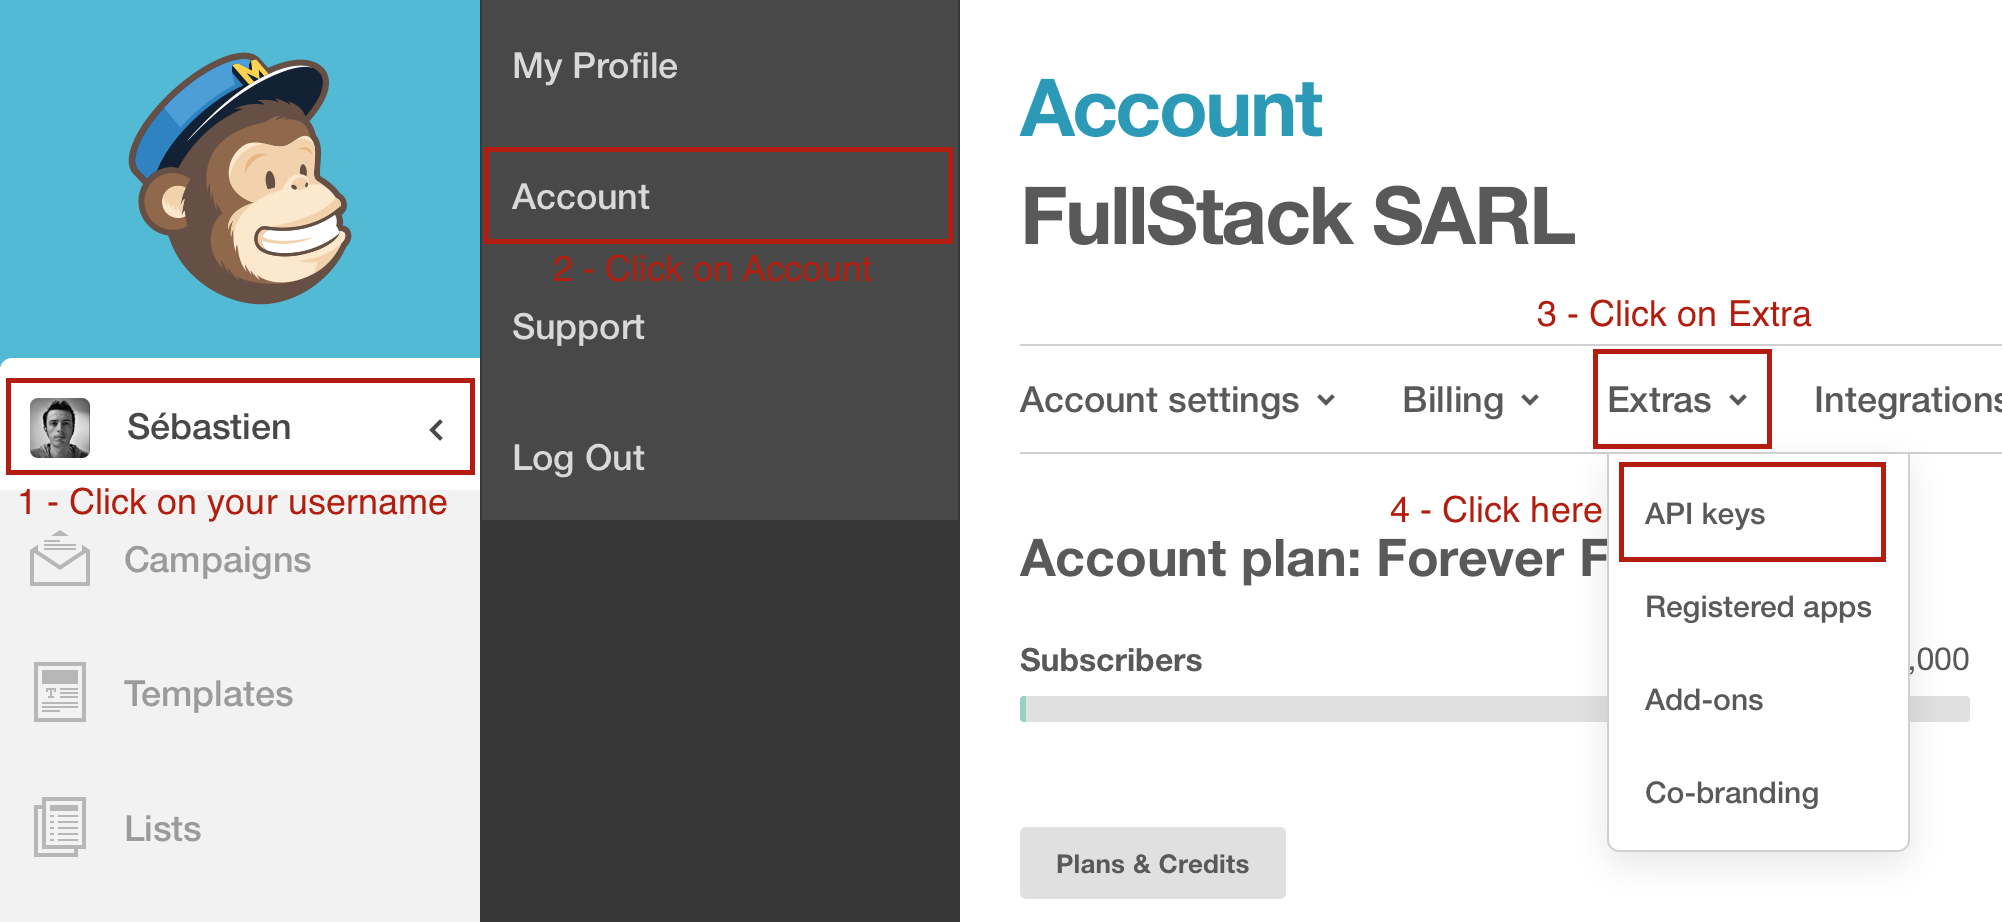 M
Sébastien
1 - Click on your username
Campaigns
Templates
Lists
My Profile
Account
2 - Click on Account
Support
Log Out
Account
FullStack SARL
3 - Click on Extra
Account settings
Billing
Extras
Integrations
4 - Click here
API keys
Registered apps
Add-ons
Co-branding
Account plan: Forever F
Subscribers
,000
Plans & Credits